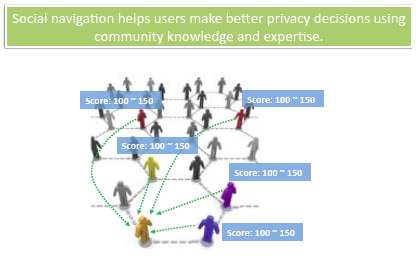 Social navigation helps users make better privacy decisions using
community knowledge and expertise.
Score: 100 ~ 150
Score: 100 ~ 150
Score: 100 ~ 150
Score: 100 ~ 150
Score: 100 ~ 150